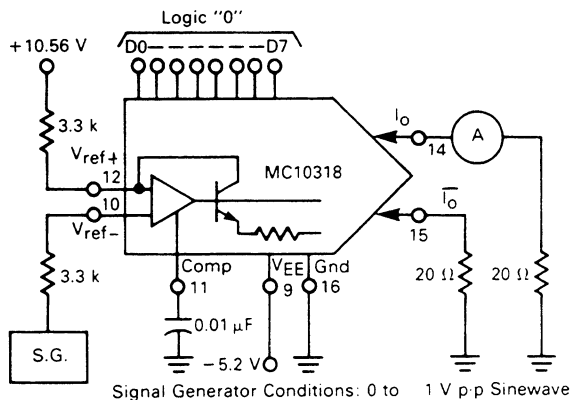 Logic "0"
D0 D7
+10.56 V
3.3 k
Vref+
12
10
Vref-
3.3 k
S.G.
MC10318
Io
14
A
Io
15
Comp
11
VEE
9
Gnd
16
0.01 μF
-5.2 V
20 Ω
20 Ω
Signal Generator Conditions: 0 to 1 V p-p Sinewave